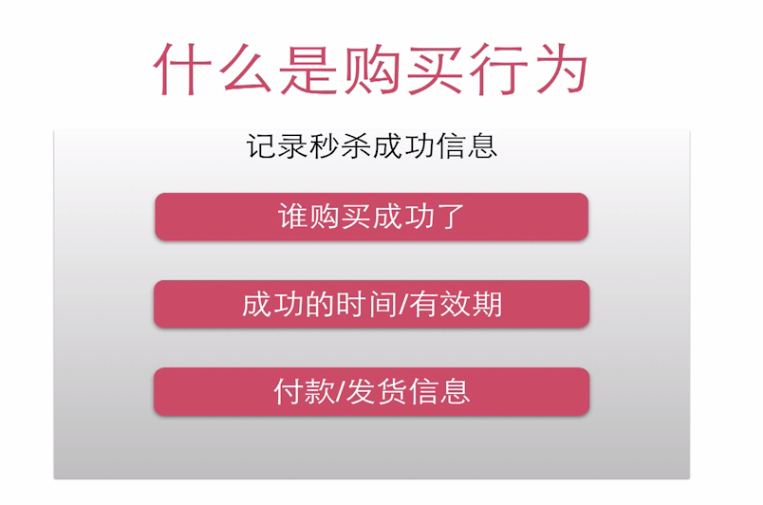 什么是购买行为
记录秒杀成功信息
谁购买成功了
成功的时间/有效期
付款/发货信息